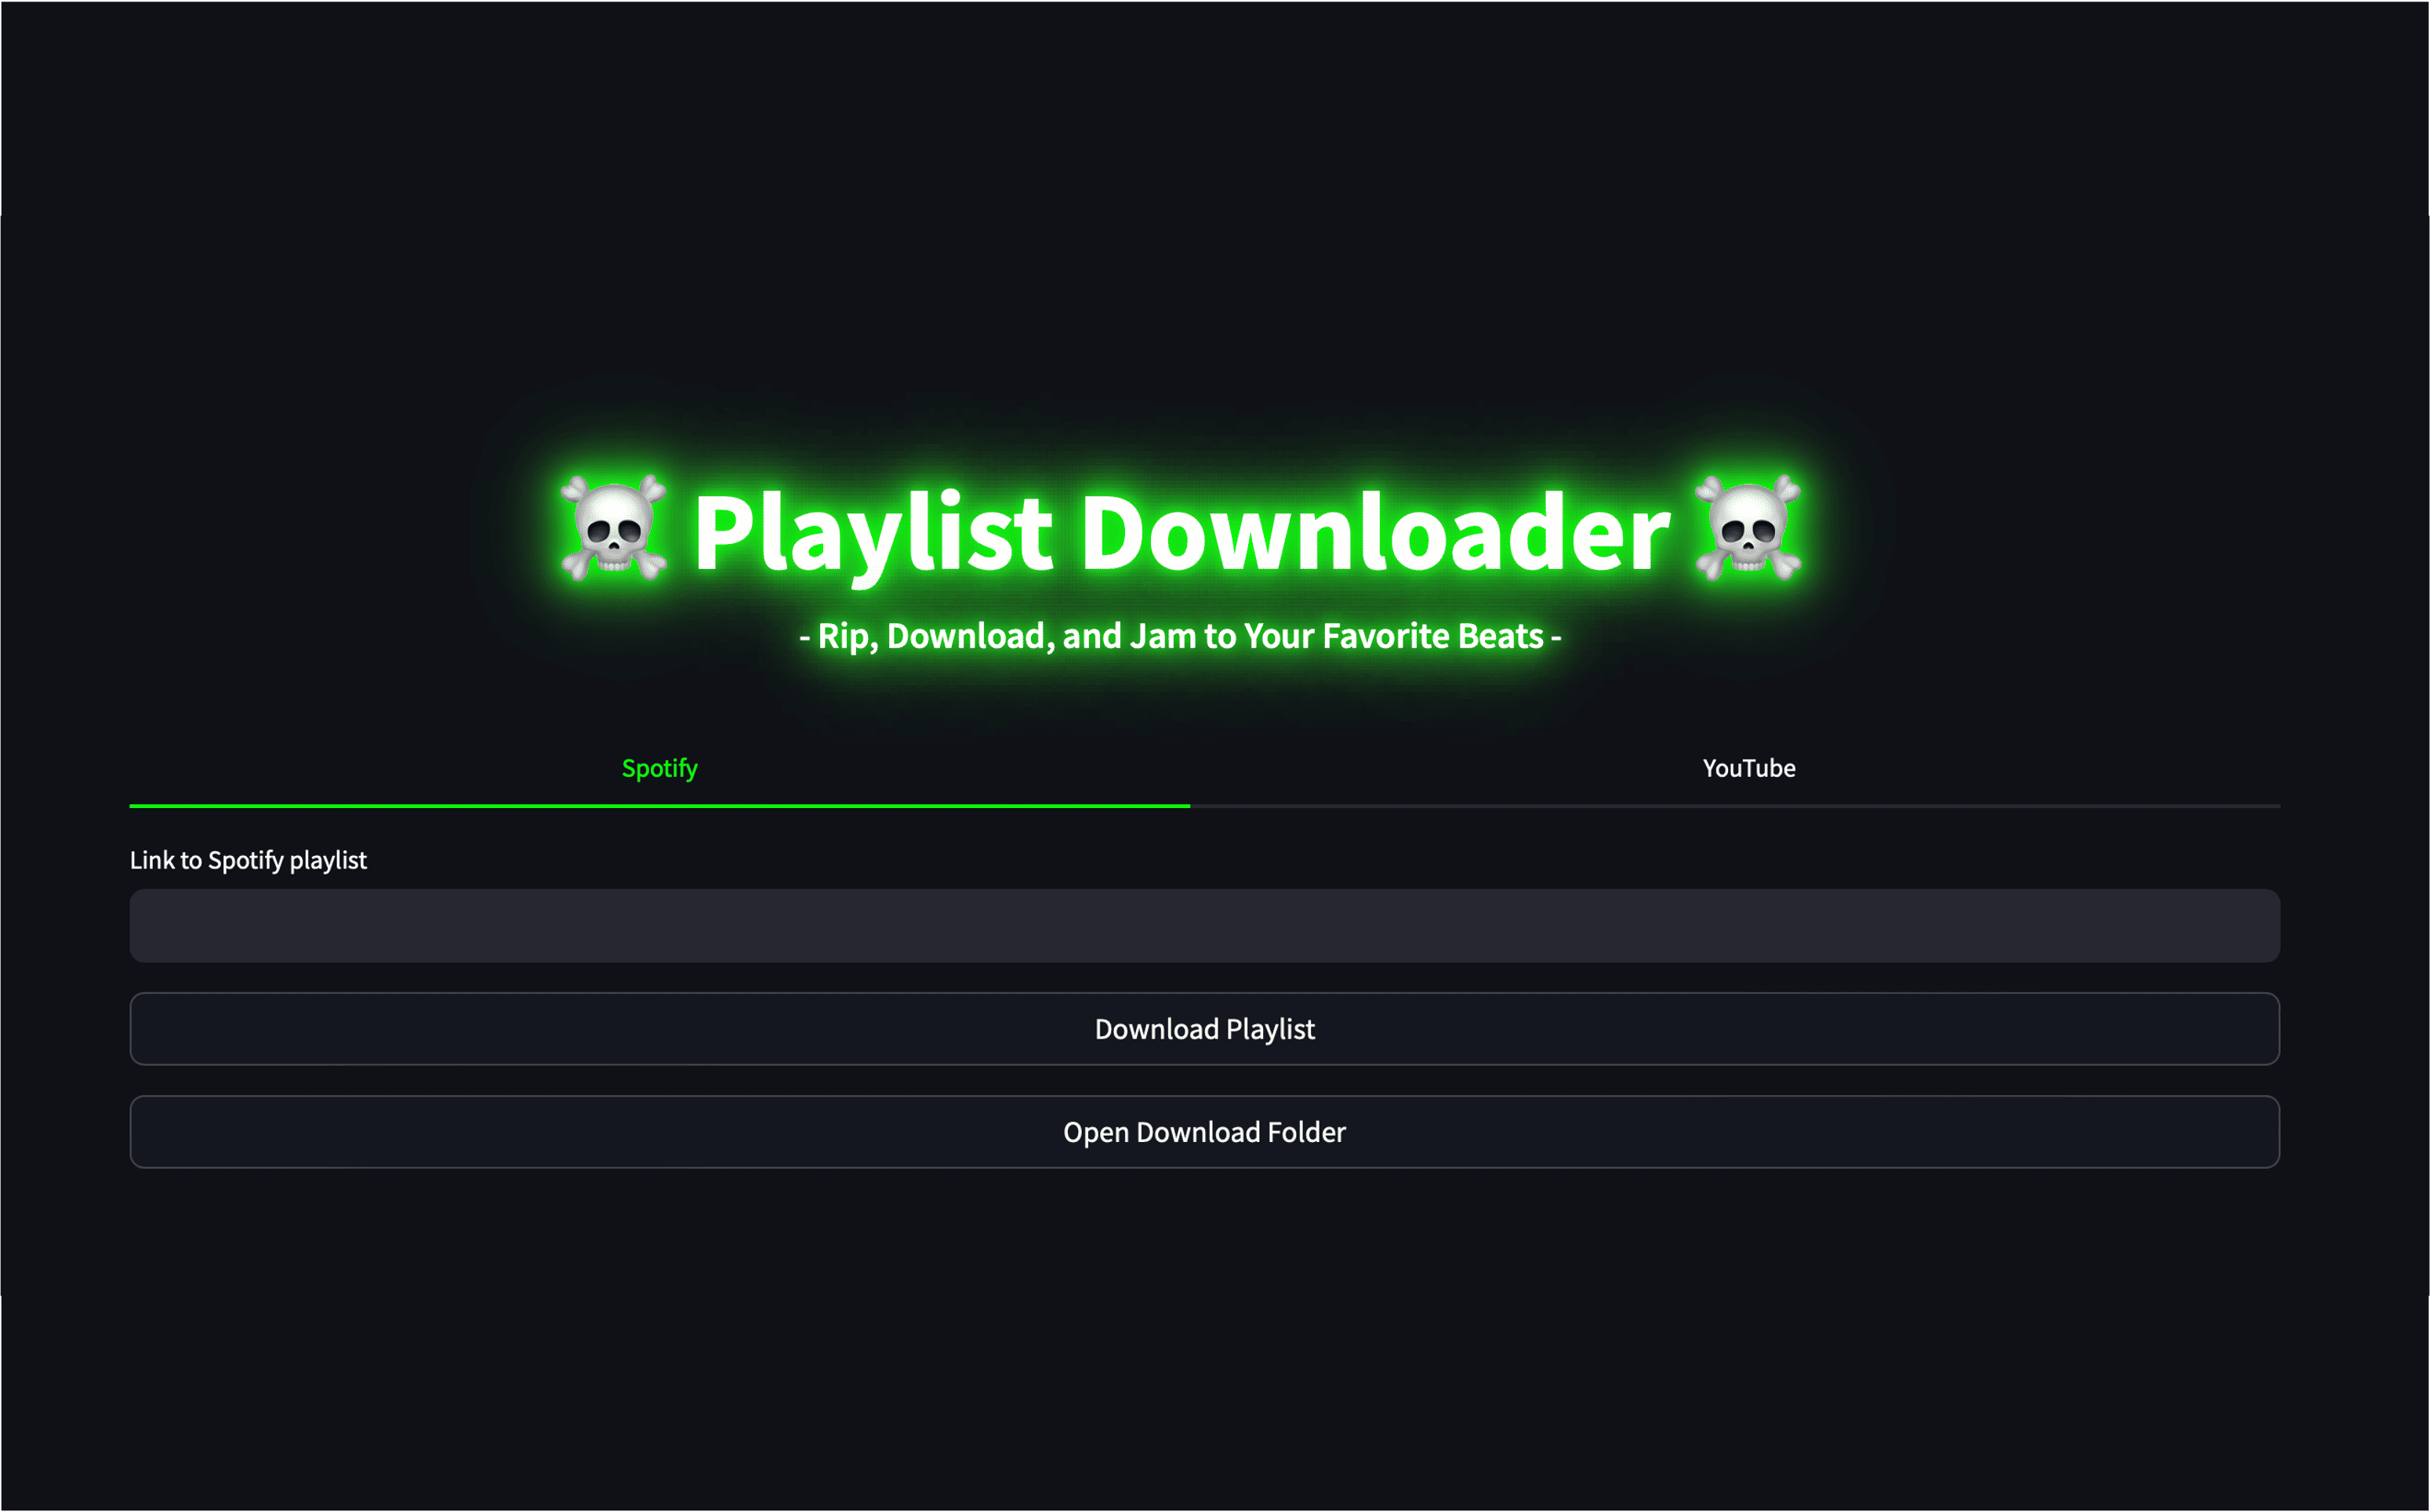 ☠️ Playlist Downloader ☠️
- Rip, Download, and Jam to Your Favorite Beats -
Spotify YouTube
Link to Spotify playlist
Download Playlist
Open Download Folder